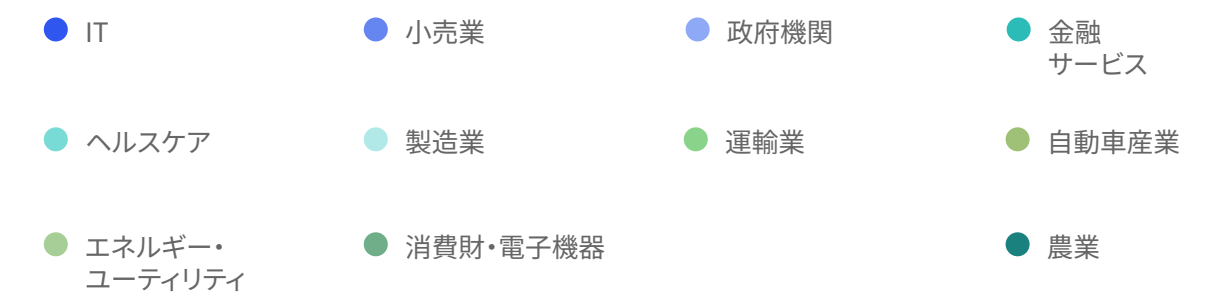 IT
小売業
政府機関
金融
サービス
ヘルスケア
製造業
運輸業
自動車産業
エネルギー・
ユーティリティ
消費財・電子機器
農業